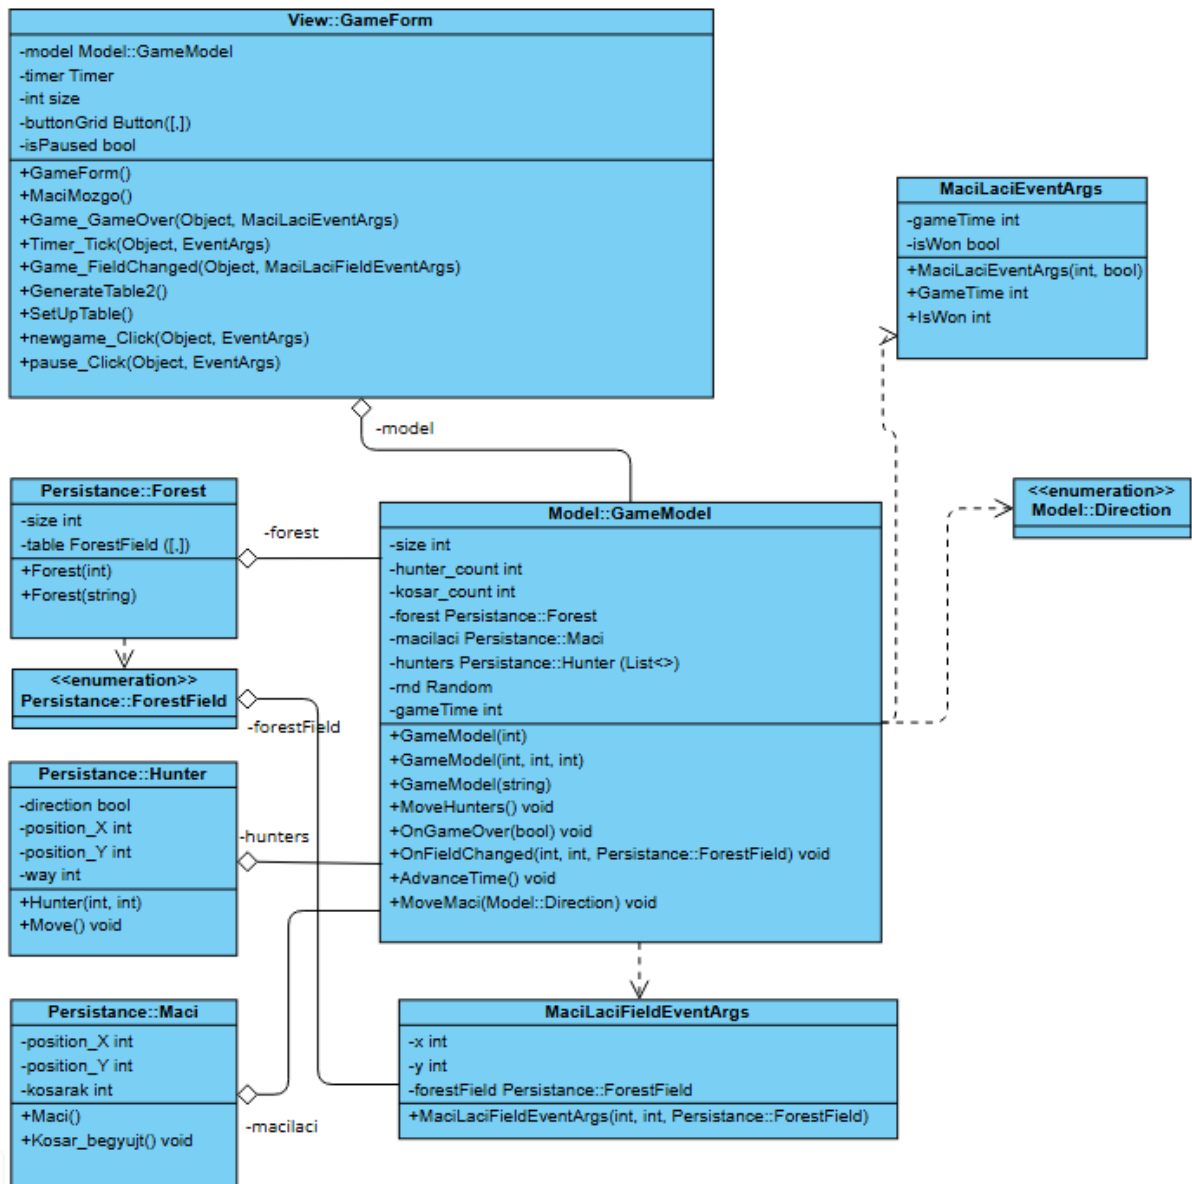 View::GameForm
-model Model::GameModel
-timer Timer
-int size
-buttonGrid Button([,])
-isPaused bool
+GameForm()
+MaciMozgo()
+Game_GameOver(Object, MaciLaciEventArgs)
+Timer_Tick(Object, EventArgs)
+Game_FieldChanged(Object, MaciLaciFieldEventArgs)
+GenerateTable2()
+SetUpTable()
+newgame_Click(Object, EventArgs)
+pause_Click(Object, EventArgs)
MaciLaciEventArgs
-gameTime int
-isWon bool
+MaciLaciEventArgs(int, bool)
+GameTime int
+IsWon int
-model
Persistance::Forest
-size int
-table ForestField ([,])
+Forest(int)
+Forest(string)
-forest
Model::GameModel
-size int
-hunter_count int
-kosar_count int
-forest Persistance::Forest
-macilaci Persistance::Maci
-hunters Persistance::Hunter (List<>)
-rnd Random
-gameTime int
+GameModel(int)
+GameModel(int, int, int)
+GameModel(string)
+MoveHunters() void
+OnGameOver(bool) void
+OnFieldChanged(int, int, Persistance::ForestField) void
+AdvanceTime() void
+MoveMaci(Model::Direction) void
<<enumeration>>
Model::Direction
<<enumeration>>
Persistance::ForestField
-forestField
Persistance::Hunter
-direction bool
-position_X int
-position_Y int
-way int
+Hunter(int, int)
+Move() void
-hunters
Persistance::Maci
-position_X int
-position_Y int
-kosarak int
+Maci()
+Kosar_begyujt() void
-macilaci
MaciLaciFieldEventArgs
-x int
-y int
-forestField Persistance::ForestField
+MaciLaciFieldEventArgs(int, int, Persistance::ForestField)